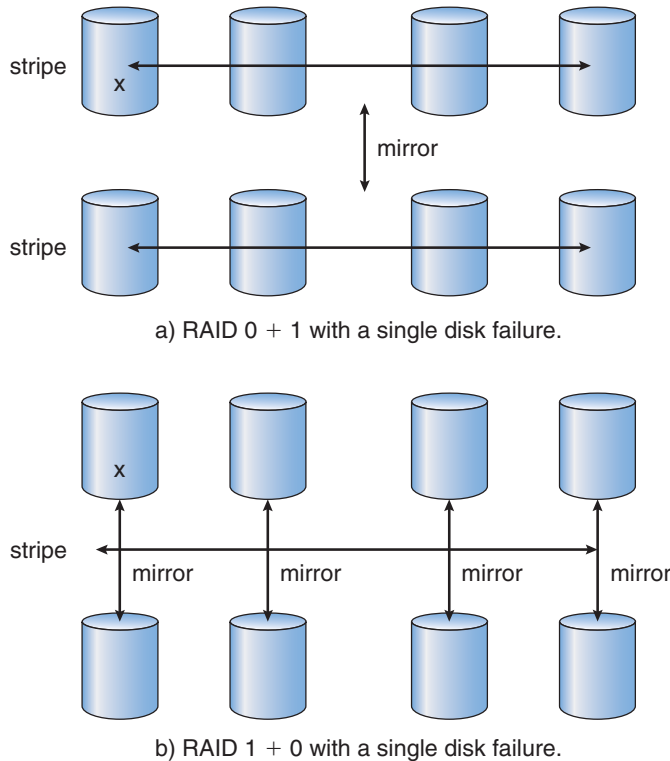 stripe
x
mirror
stripe
a) RAID 0 + 1 with a single disk failure.
x
stripe
mirror mirror mirror mirror
b) RAID 1 + 0 with a single disk failure.